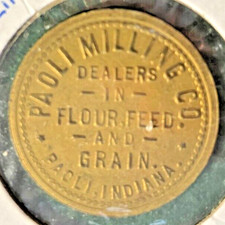 PAOLI MILLING CO.
DEALERS
- IN -
FLOUR, FEED.
- AND -
GRAIN.
* PAOLI, INDIANA. *